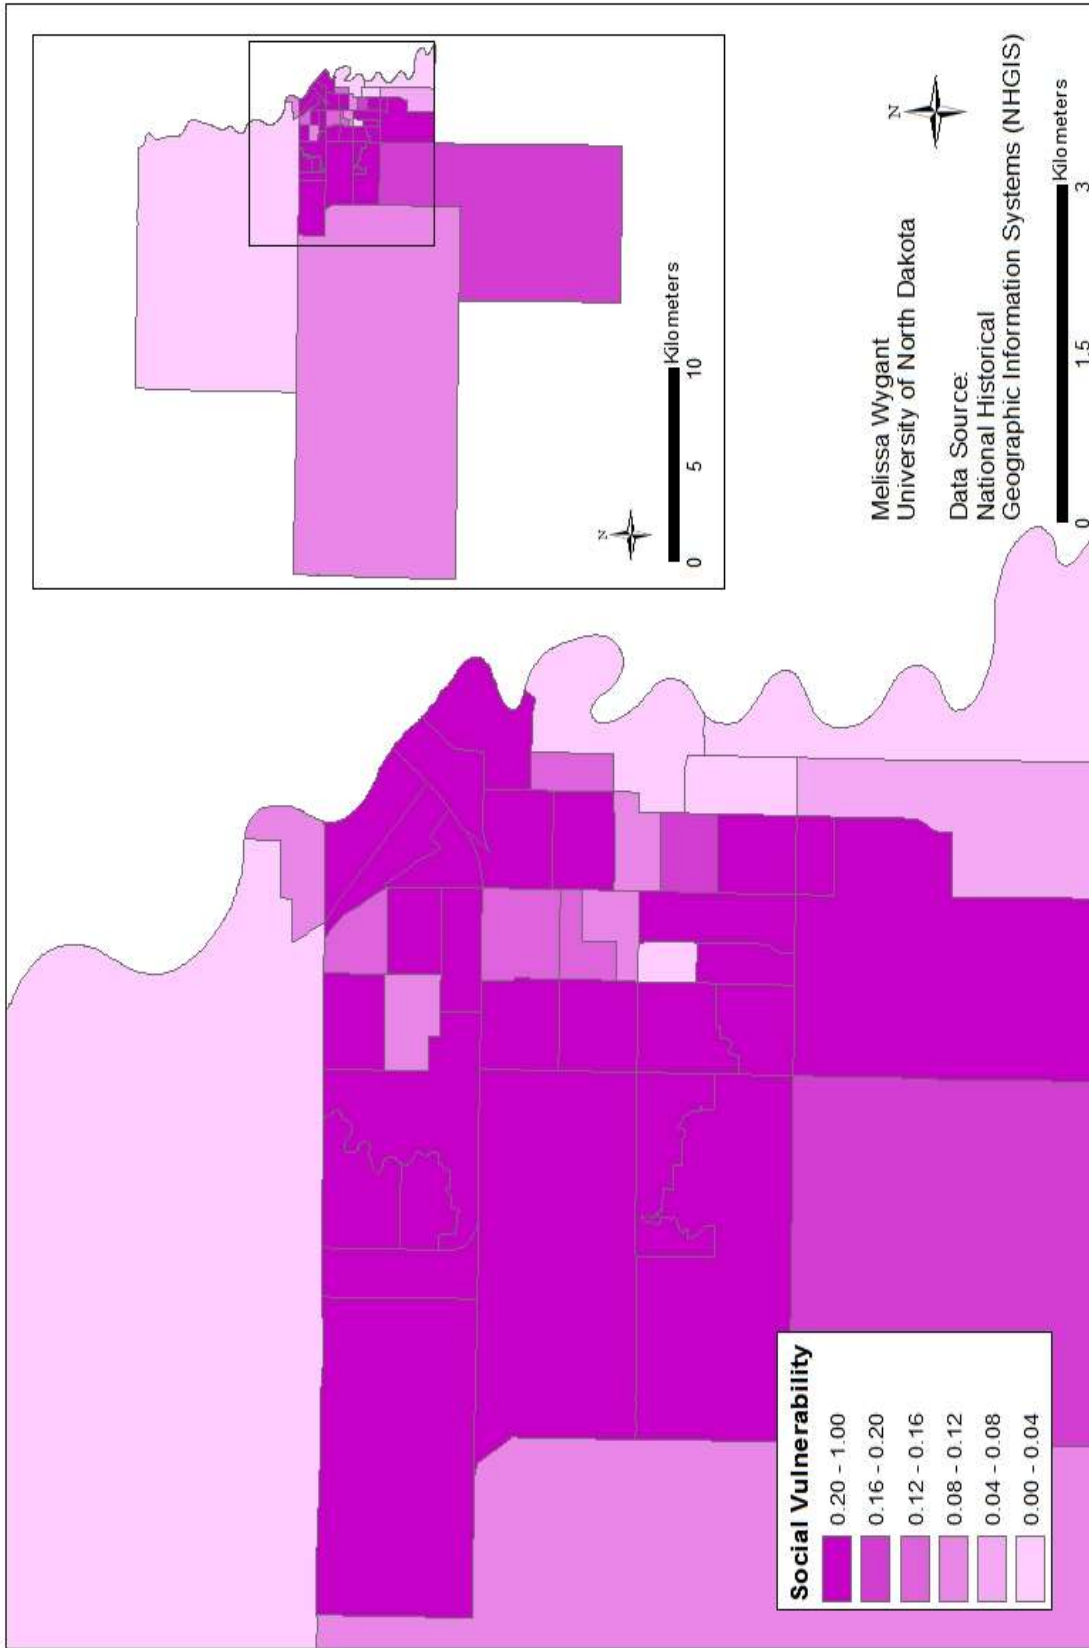 N
0 5 10
Kilometers
Melissa Wygant
University of North Dakota
Data Source:
National Historical
Geographic Information Systems (NHGIS)
N
0 1.5 3
Kilometers
Social Vulnerability
0.20 - 1.00
0.16 - 0.20
0.12 - 0.16
0.08 - 0.12
0.04 - 0.08
0.00 - 0.04